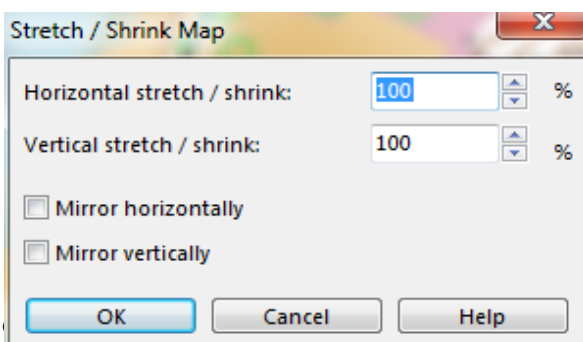 Stretch / Shrink Map
Horizontal stretch / shrink: 100 %
Vertical stretch / shrink: 100 %
Mirror horizontally
Mirror vertically
OK Cancel Help